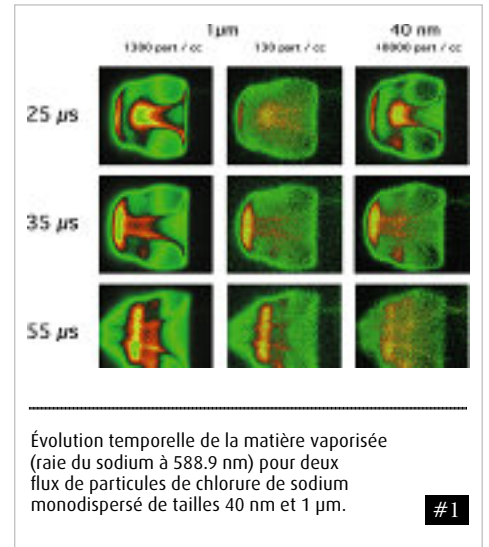 1µm 40 nm
1300 part / cc 130 part / cc 40000 part / cc
25 µs
35 µs
55 µs
Évolution temporelle de la matière vaporisée
(raie du sodium à 588.9 nm) pour deux
flux de particules de chlorure de sodium
monodispersé de tailles 40 nm et 1 µm.
#1